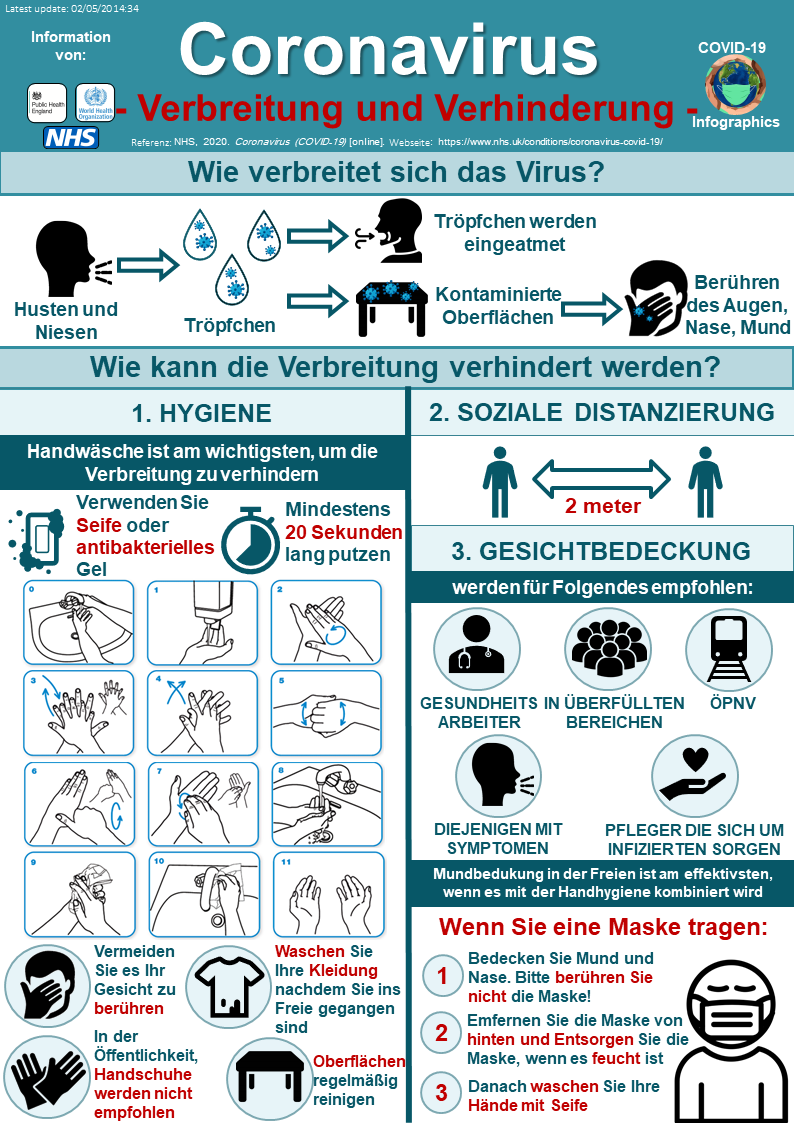 Latest update: 02/05/2014:34
Information
von:
Public Health
England
World Health
Organization
NHS
Coronavirus
- Verbreitung und Verhinderung -
COVID-19
Infographics
Referenz: NHS, 2020. Coronavirus (COVID-19) [online]. Webseite: https://www.nhs.uk/conditions/coronavirus-covid-19/
Wie verbreitet sich das Virus?
Husten und
Niesen
Tröpfchen
Tröpfchen werden
eingeatmet
Kontaminierte
Oberflächen
Berühren
des Augen,
Nase, Mund
Wie kann die Verbreitung verhindert werden?
1. HYGIENE
Handwäsche ist am wichtigsten, um die
Verbreitung zu verhindern
Verwenden Sie
Seife oder
antibakterielles
Gel
Mindestens
20 Sekunden
lang putzen
0
1
2
3
4
5
6
7
8
9
10
11
Vermeiden
Sie es Ihr
Gesicht zu
berühren
Waschen Sie
Ihre Kleidung
nachdem Sie ins
Freie gegangen
sind
In der
Öffentlichkeit,
Handschuhe
werden nicht
empfohlen
Oberflächen
regelmäßig
reinigen
2. SOZIALE DISTANZIERUNG
2 meter
3. GESICHTBEDECKUNG
werden für Folgendes empfohlen:
GESUNDHEITS
ARBEITER
IN ÜBERFÜLLTEN
BEREICHEN
ÖPNV
DIEJENIGEN MIT
SYMPTOMEN
PFLEGER DIE SICH UM
INFIZIERTEN SORGEN
Mundbedukung in der Freien ist am effektivsten,
wenn es mit der Handhygiene kombiniert wird
Wenn Sie eine Maske tragen:
1
Bedecken Sie Mund und
Nase. Bitte berühren Sie
nicht die Maske!
2
Emfernen Sie die Maske von
hinten und Entsorgen Sie die
Maske, wenn es feucht ist
3
Danach waschen Sie Ihre
Hände mit Seife